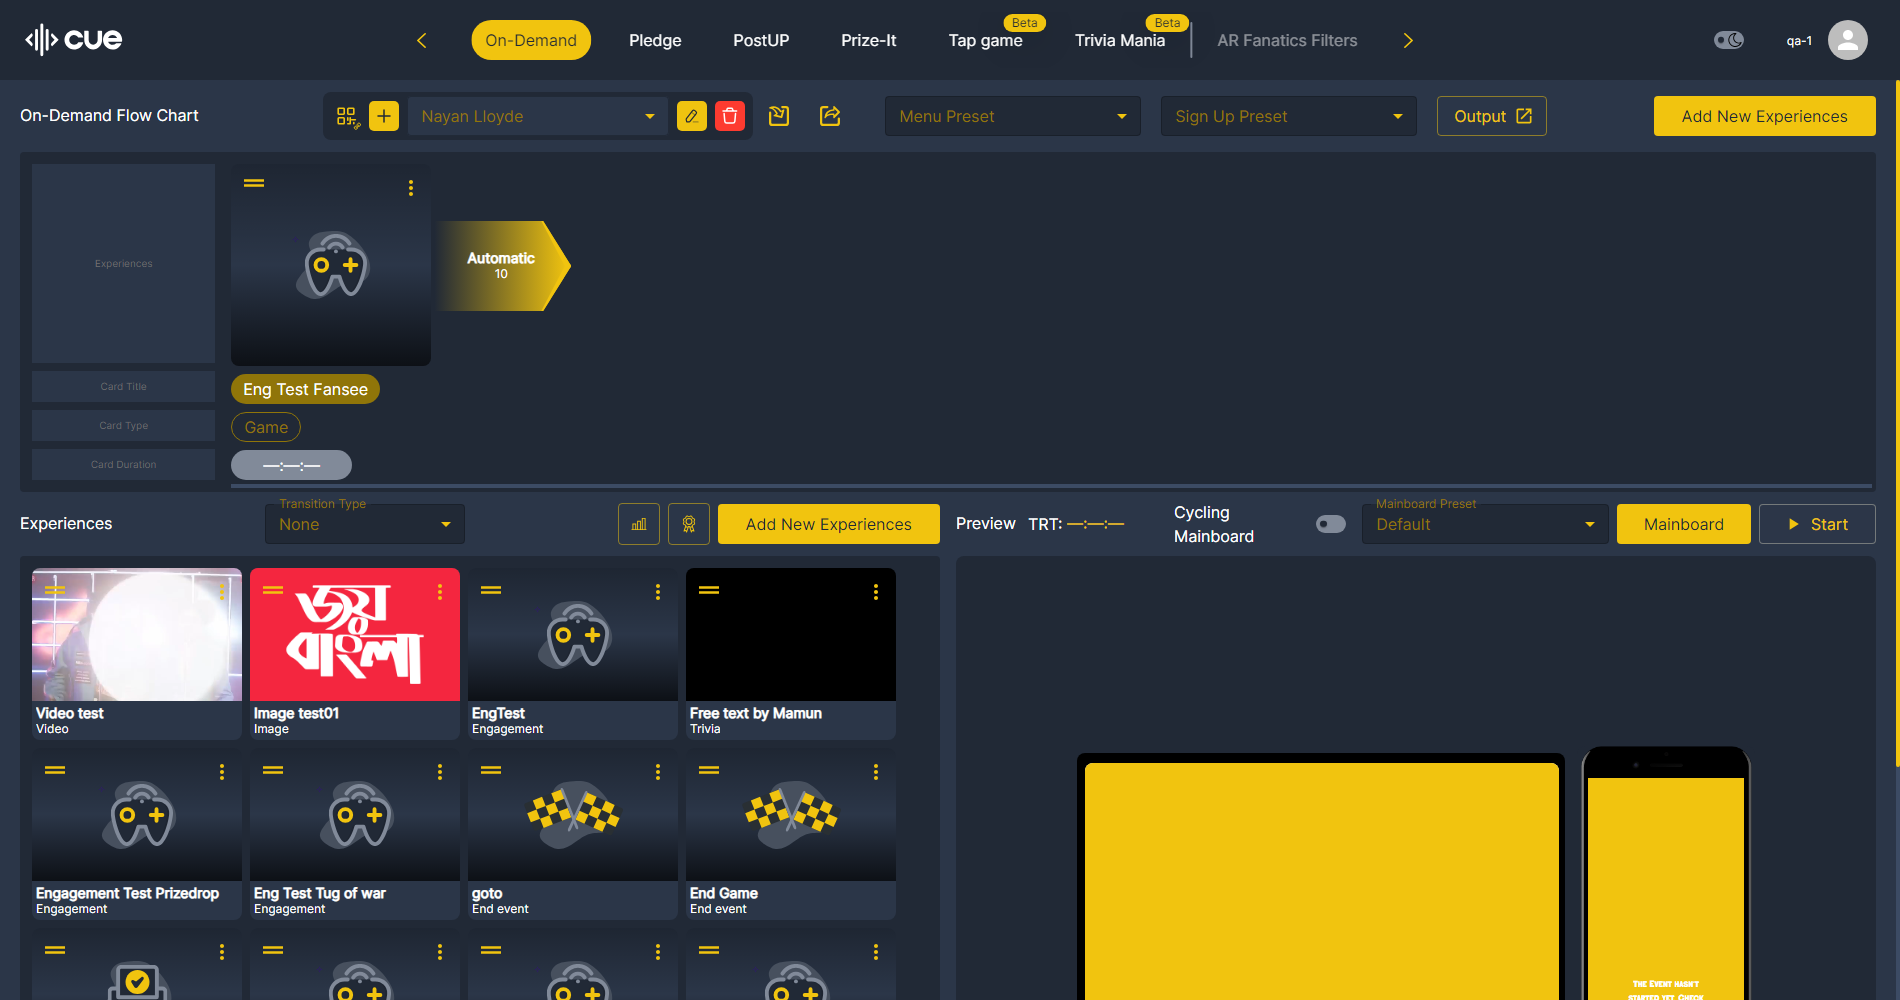 cue
On-Demand
Pledge
PostUP
Prize-It
Tap game
Beta
Trivia Mania
Beta
AR Fanatics Filters
qa-1
On-Demand Flow Chart
Nayan Lloyde
Menu Preset
Sign Up Preset
Output
Add New Experiences
Experiences
Automatic
10
Card Title
Eng Test Fansee
Card Type
Game
Card Duration
—:—:—
Experiences
Transition Type
None
Add New Experiences
Preview
TRT: —:—:—
Cycling
Mainboard
Mainboard Preset
Default
Mainboard
Start
জয়
বাংলা
Video test
Video
Image test01
Image
EngTest
Engagement
Free text by Mamun
Trivia
Engagement Test Prizedrop
Engagement
Eng Test Tug of war
Engagement
goto
End event
End Game
End event
The Event hasn't
started yet. Check